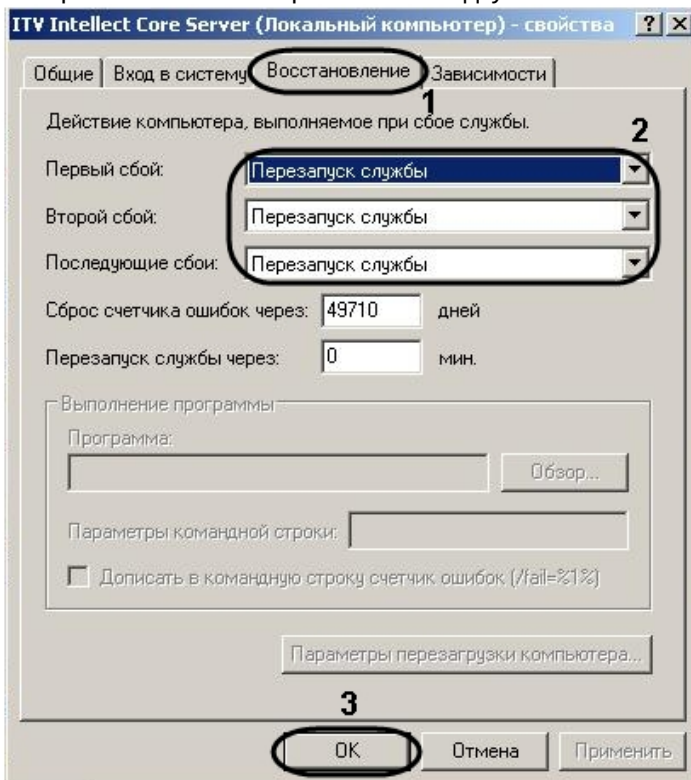 ITV Intellect Core Server (Локальный компьютер) - свойства
Общие Вход в систему Восстановление Зависимости
1
Действие компьютера, выполняемое при сбое службы.
2
Первый сбой: Перезапуск службы
Второй сбой: Перезапуск службы
Последующие сбои: Перезапуск службы
Сброс счетчика ошибок через: 49710 дней
Перезапуск службы через: 0 мин.
Выполнение программы
Программа:
Обзор...
Параметры командной строки:
Дописать в командную строку счетчик ошибок (/fail=%1%)
Параметры перезагрузки компьютера...
3
OK Отмена Применить